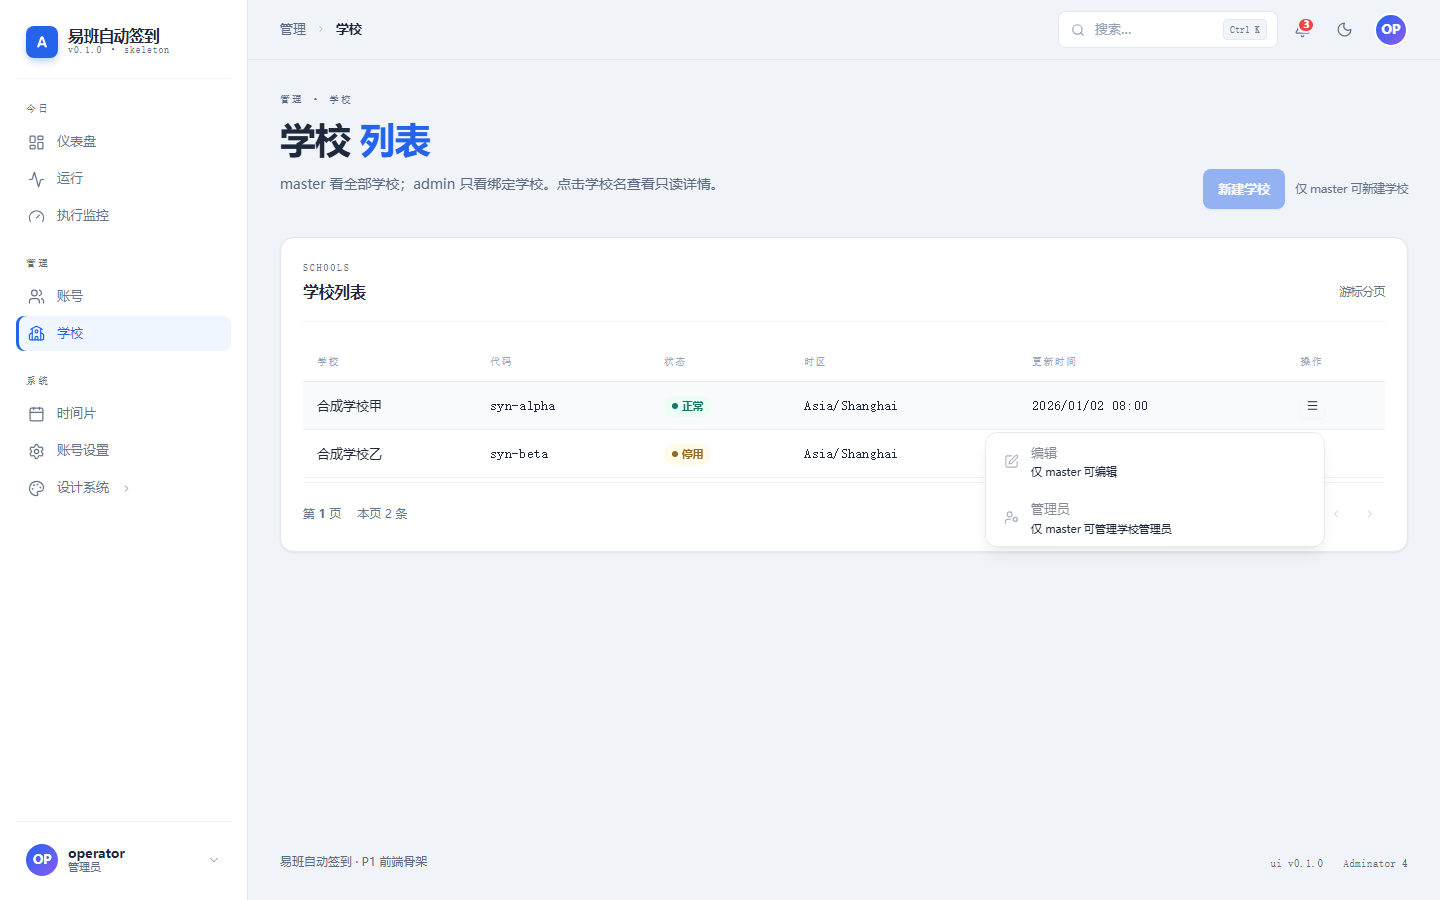 A
易班自动签到
v0.1.0 • skeleton
今日
仪表盘
运行
执行监控
管理
账号
学校
系统
时间片
账号设置
设计系统
OP
operator
管理员
管理 › 学校
搜索...
Ctrl K
3
OP
管理 • 学校
学校 列表
master 看全部学校；admin 只看绑定学校。点击学校名查看只读详情。
新建学校
仅 master 可新建学校
SCHOOLS
学校列表
游标分页
学校 代码 状态 时区 更新时间 操作
合成学校甲 syn-alpha 正常 Asia/Shanghai 2026/01/02 08:00
合成学校乙 syn-beta 停用 Asia/Shanghai
编辑
仅 master 可编辑
管理员
仅 master 可管理学校管理员
第 1 页 本页 2 条
易班自动签到 · P1 前端骨架
ui v0.1.0 Adminator 4